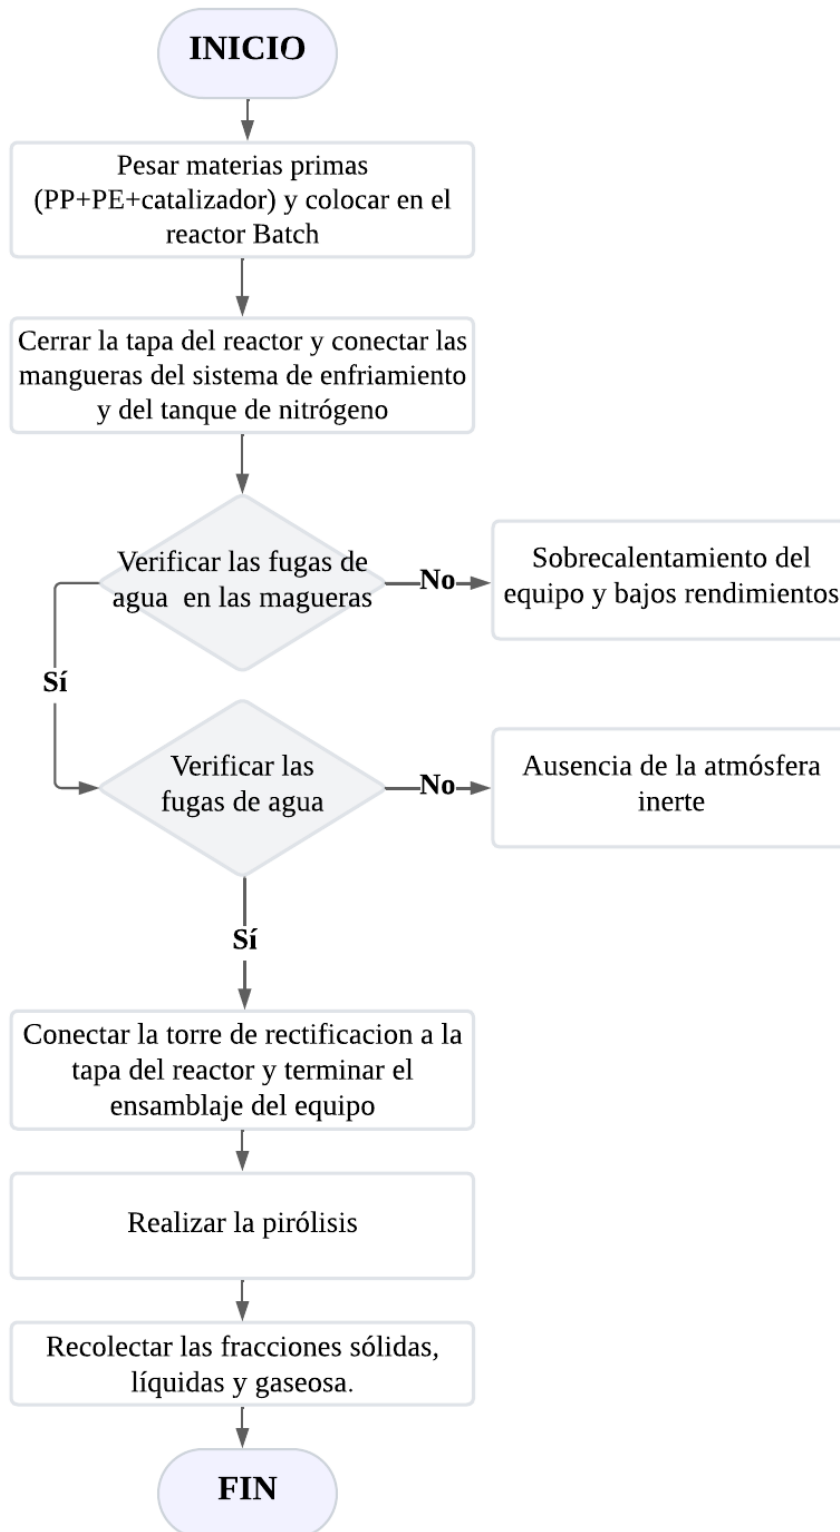 INICIO
Pesar materias primas
(PP+PE+catalizador) y colocar en el
reactor Batch
Cerrar la tapa del reactor y conectar las
mangueras del sistema de enfriamiento
y del tanque de nitrógeno
Verificar las fugas de
agua en las magueras
No
Sobrecalentamiento del
equipo y bajos rendimientos
Sí
Verificar las
fugas de agua
No
Ausencia de la atmósfera
inerte
Sí
Conectar la torre de rectificacion a la
tapa del reactor y terminar el
ensamblaje del equipo
Realizar la pirólisis
Recolectar las fracciones sólidas,
líquidas y gaseosa.
FIN